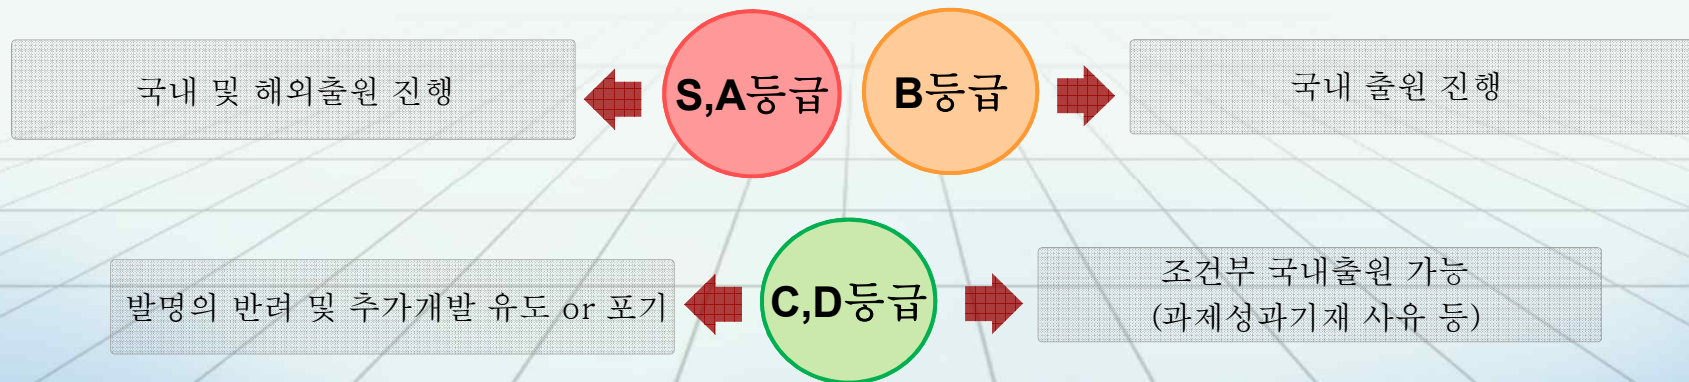 국내 및 해외출원 진행
S,A등급
B등급
국내 출원 진행
발명의 반려 및 추가개발 유도 or 포기
C,D등급
조건부 국내출원 가능
(과제성과기재 사유 등)